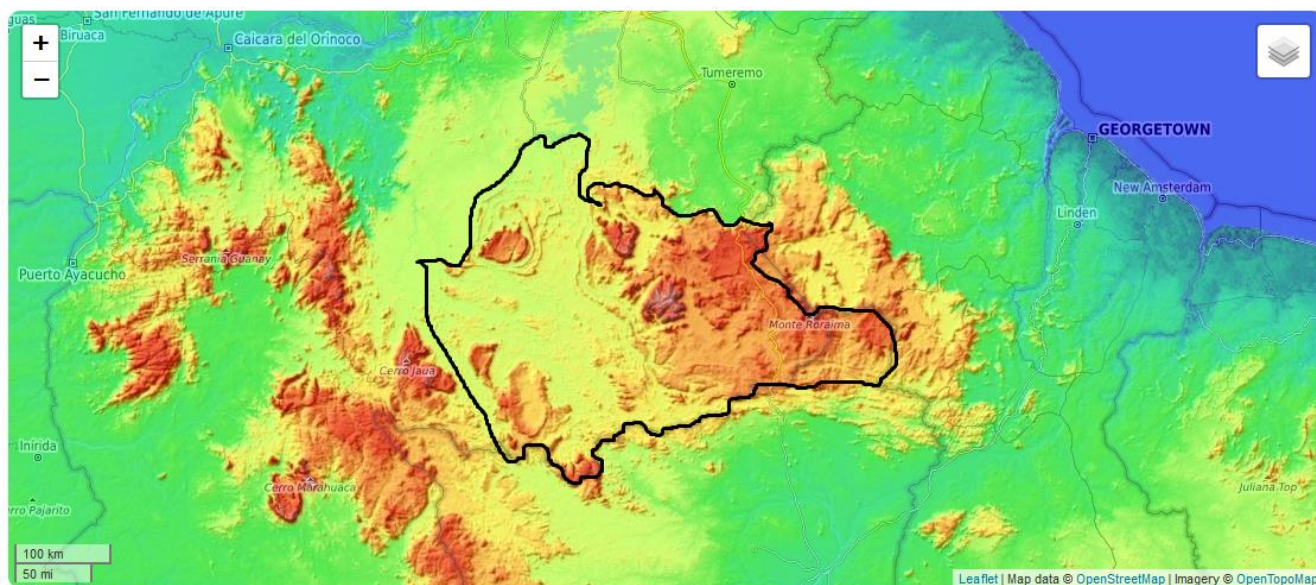 San Fernando de Apure
Biruaca
Caicara del Orinoco
+
−
Tumeremo
GEORGETOWN
New Amsterdam
Linden
Serranía Guanay
Puerto Ayacucho
Monte Roraima
Cerro Jaua
Inírida
Cerro Marahuaca
Juliana Top
erro Pajarito
100 km
50 mi
Leaflet | Map data © OpenStreetMap | Imagery © OpenTopoMap